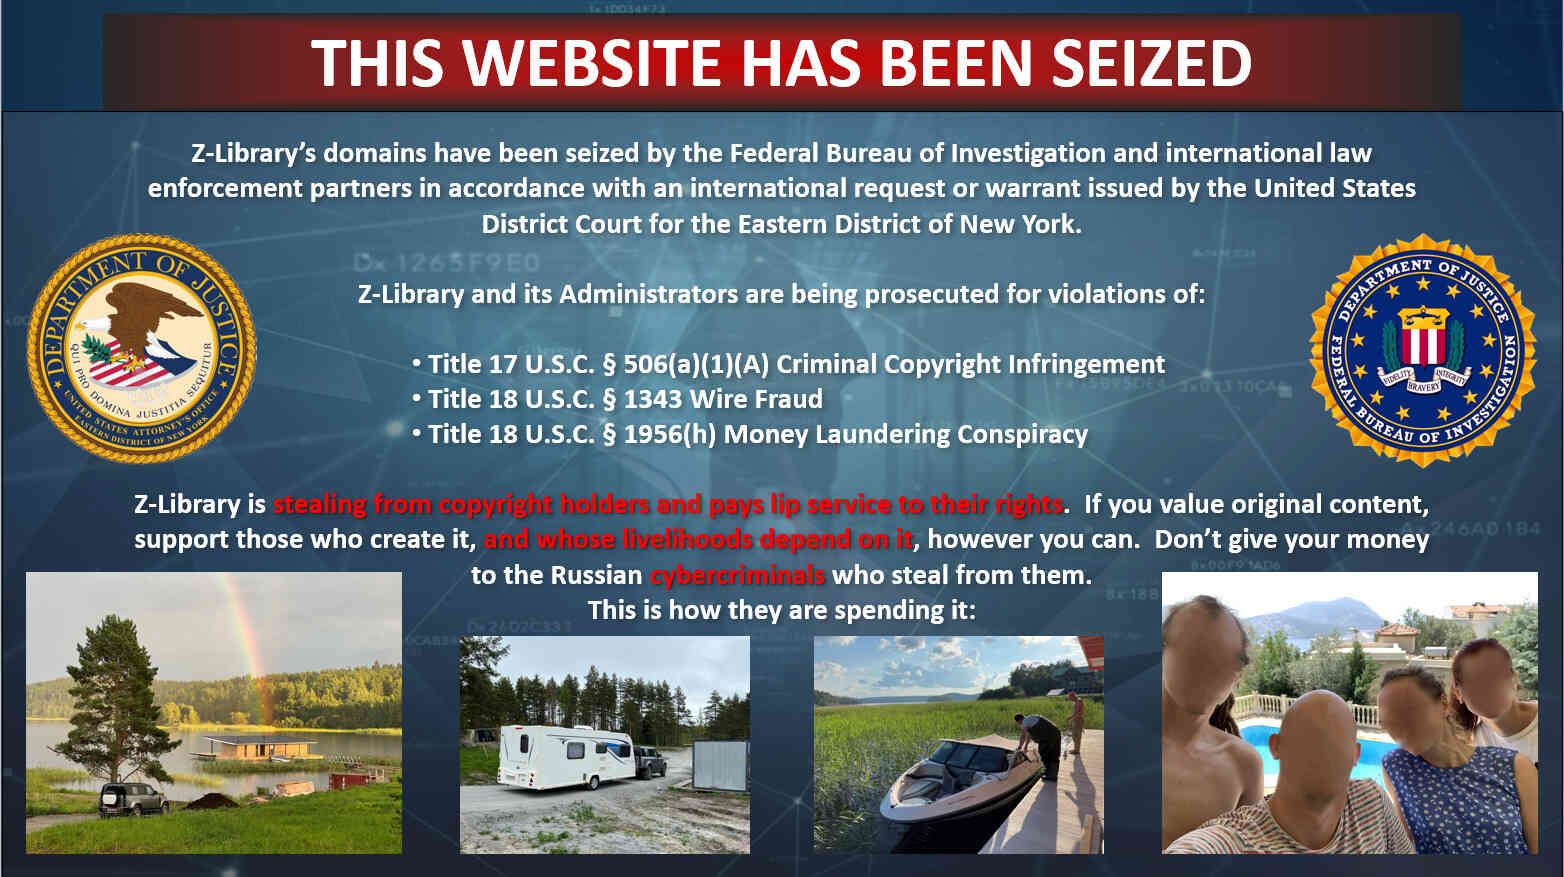 THIS WEBSITE HAS BEEN SEIZED
Z-Library’s domains have been seized by the Federal Bureau of Investigation and international law
enforcement partners in accordance with an international request or warrant issued by the United States
District Court for the Eastern District of New York.
Dx 1265F9E0
DEPARTMENT OF JUSTICE
QUI PRO DOMINA JUSTITIA SEQUITUR
UNITED STATES ATTORNEY'S OFFICE
EASTERN DISTRICT OF NEW YORK
DEPARTMENT OF JUSTICE
FIDELITY BRAVERY INTEGRITY
FEDERAL BUREAU OF INVESTIGATION
Z-Library and its Administrators are being prosecuted for violations of:
• Title 17 U.S.C. § 506(a)(1)(A) Criminal Copyright Infringement
• Title 18 U.S.C. § 1343 Wire Fraud
• Title 18 U.S.C. § 1956(h) Money Laundering Conspiracy
Z-Library is stealing from copyright holders and pays lip service to their rights.  If you value original content,
support those who create it, and whose livelihoods depend on it, however you can.  Don’t give your money
to the Russian cybercriminals who steal from them.
This is how they are spending it: